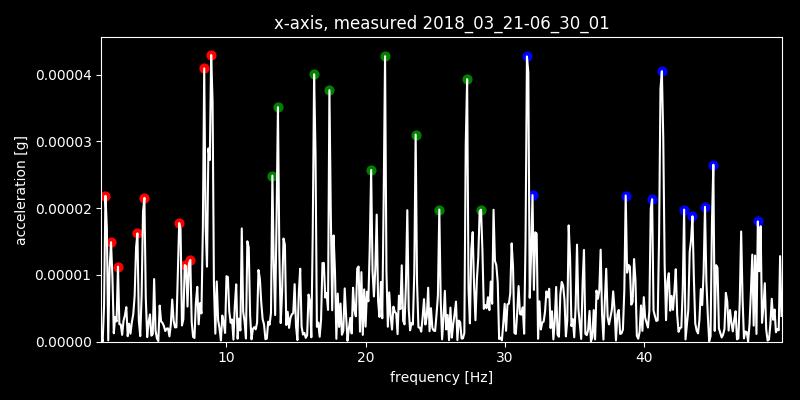 x-axis, measured 2018_03_21-06_30_01
0.00004
0.00003
0.00002
0.00001
0.00000
acceleration [g]
10 20 30 40
frequency [Hz]